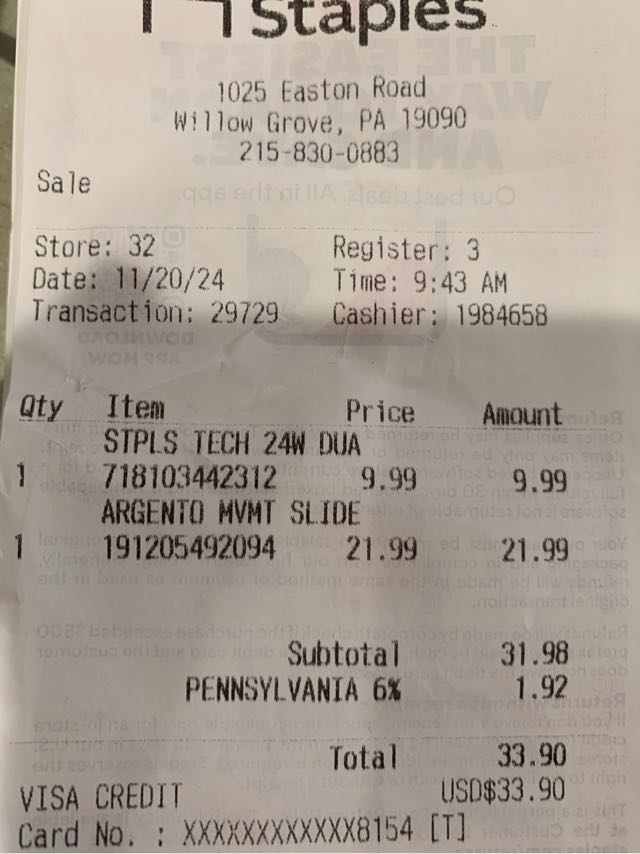 Staples
1025 Easton Road
Willow Grove, PA 19090
215-830-0883
Sale
Store: 32 Register: 3
Date: 11/20/24 Time: 9:43 AM
Transaction: 29729 Cashier: 1984658
Qty Item Price Amount
STPLS TECH 24W DUA
1 718103442312 9.99 9.99
ARGENTO MVMT SLIDE
1 191205492094 21.99 21.99
Subtotal 31.98
PENNSYLVANIA 6% 1.92
Total 33.90
VISA CREDIT USD$33.90
Card No. : XXXXXXXXXXXX8154 [T]